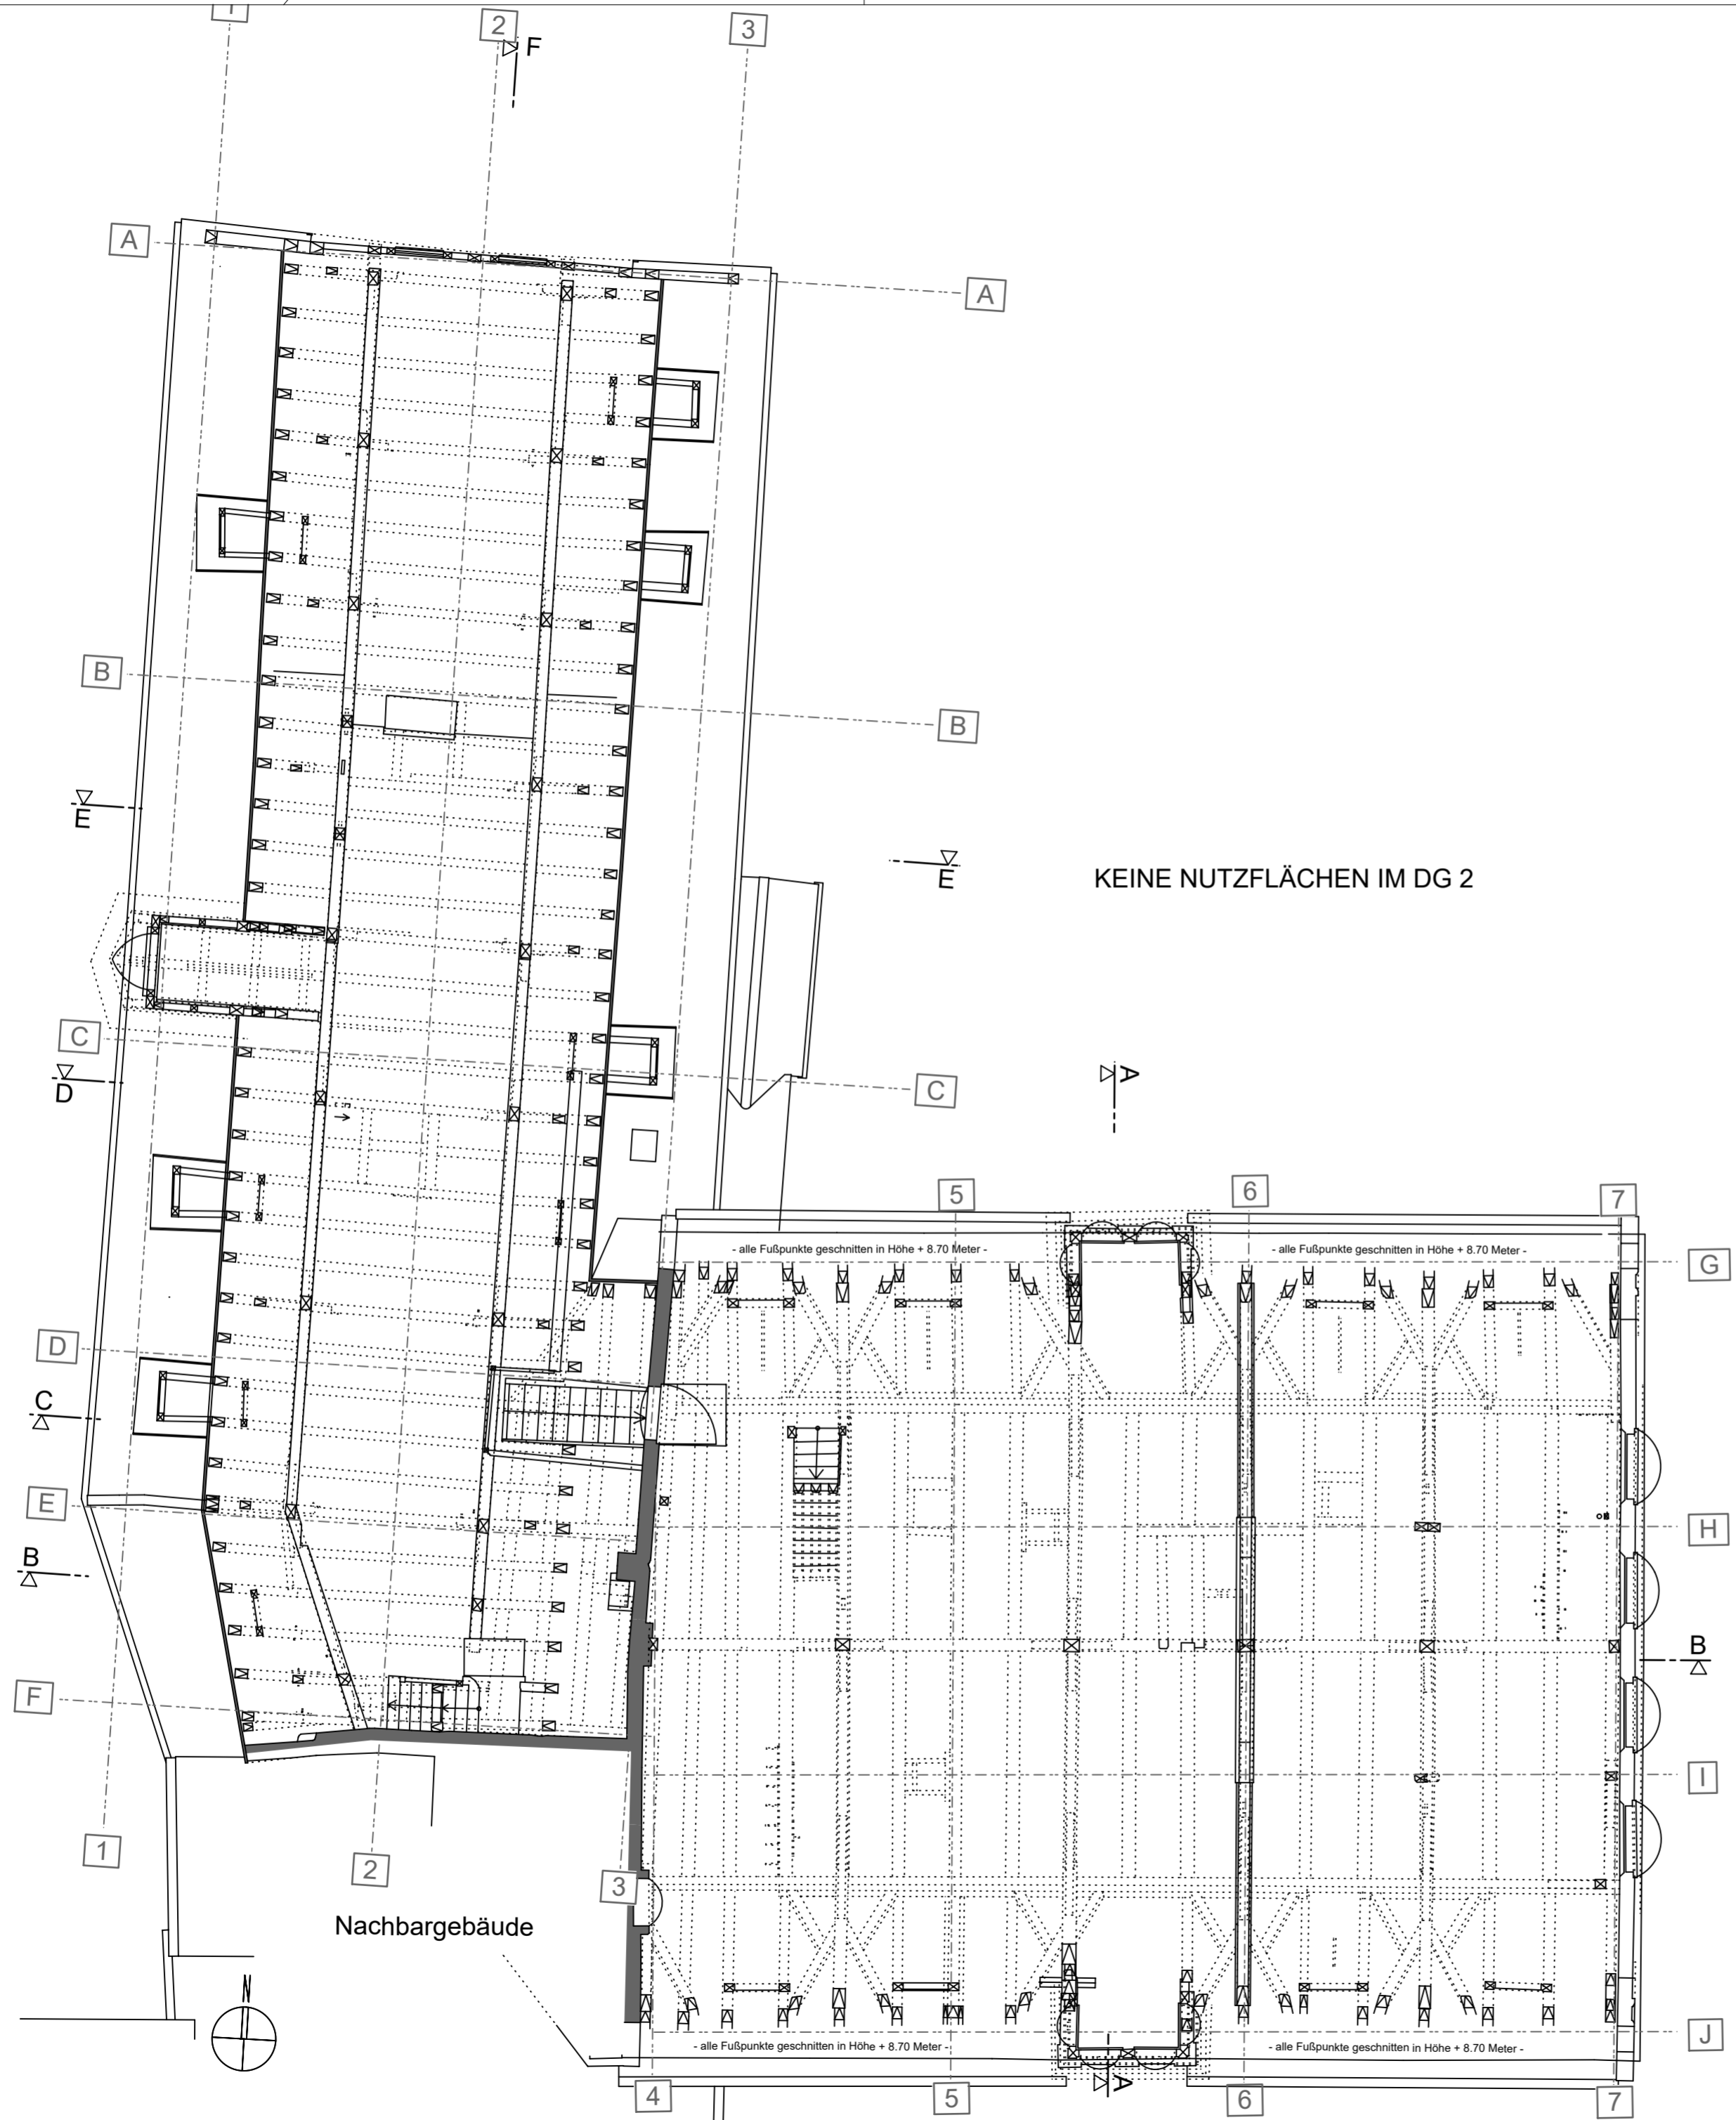 1
2
3
F
A
A
B
B
E
E
KEINE NUTZFLÄCHEN IM DG 2
C
C
D
A
5
6
7
- alle Fußpunkte geschnitten in Höhe + 8.70 Meter -
- alle Fußpunkte geschnitten in Höhe + 8.70 Meter -
G
D
C
E
H
B
B
F
I
1
2
3
Nachbargebäude
N
J
- alle Fußpunkte geschnitten in Höhe + 8.70 Meter -
- alle Fußpunkte geschnitten in Höhe + 8.70 Meter -
A
4
5
6
7